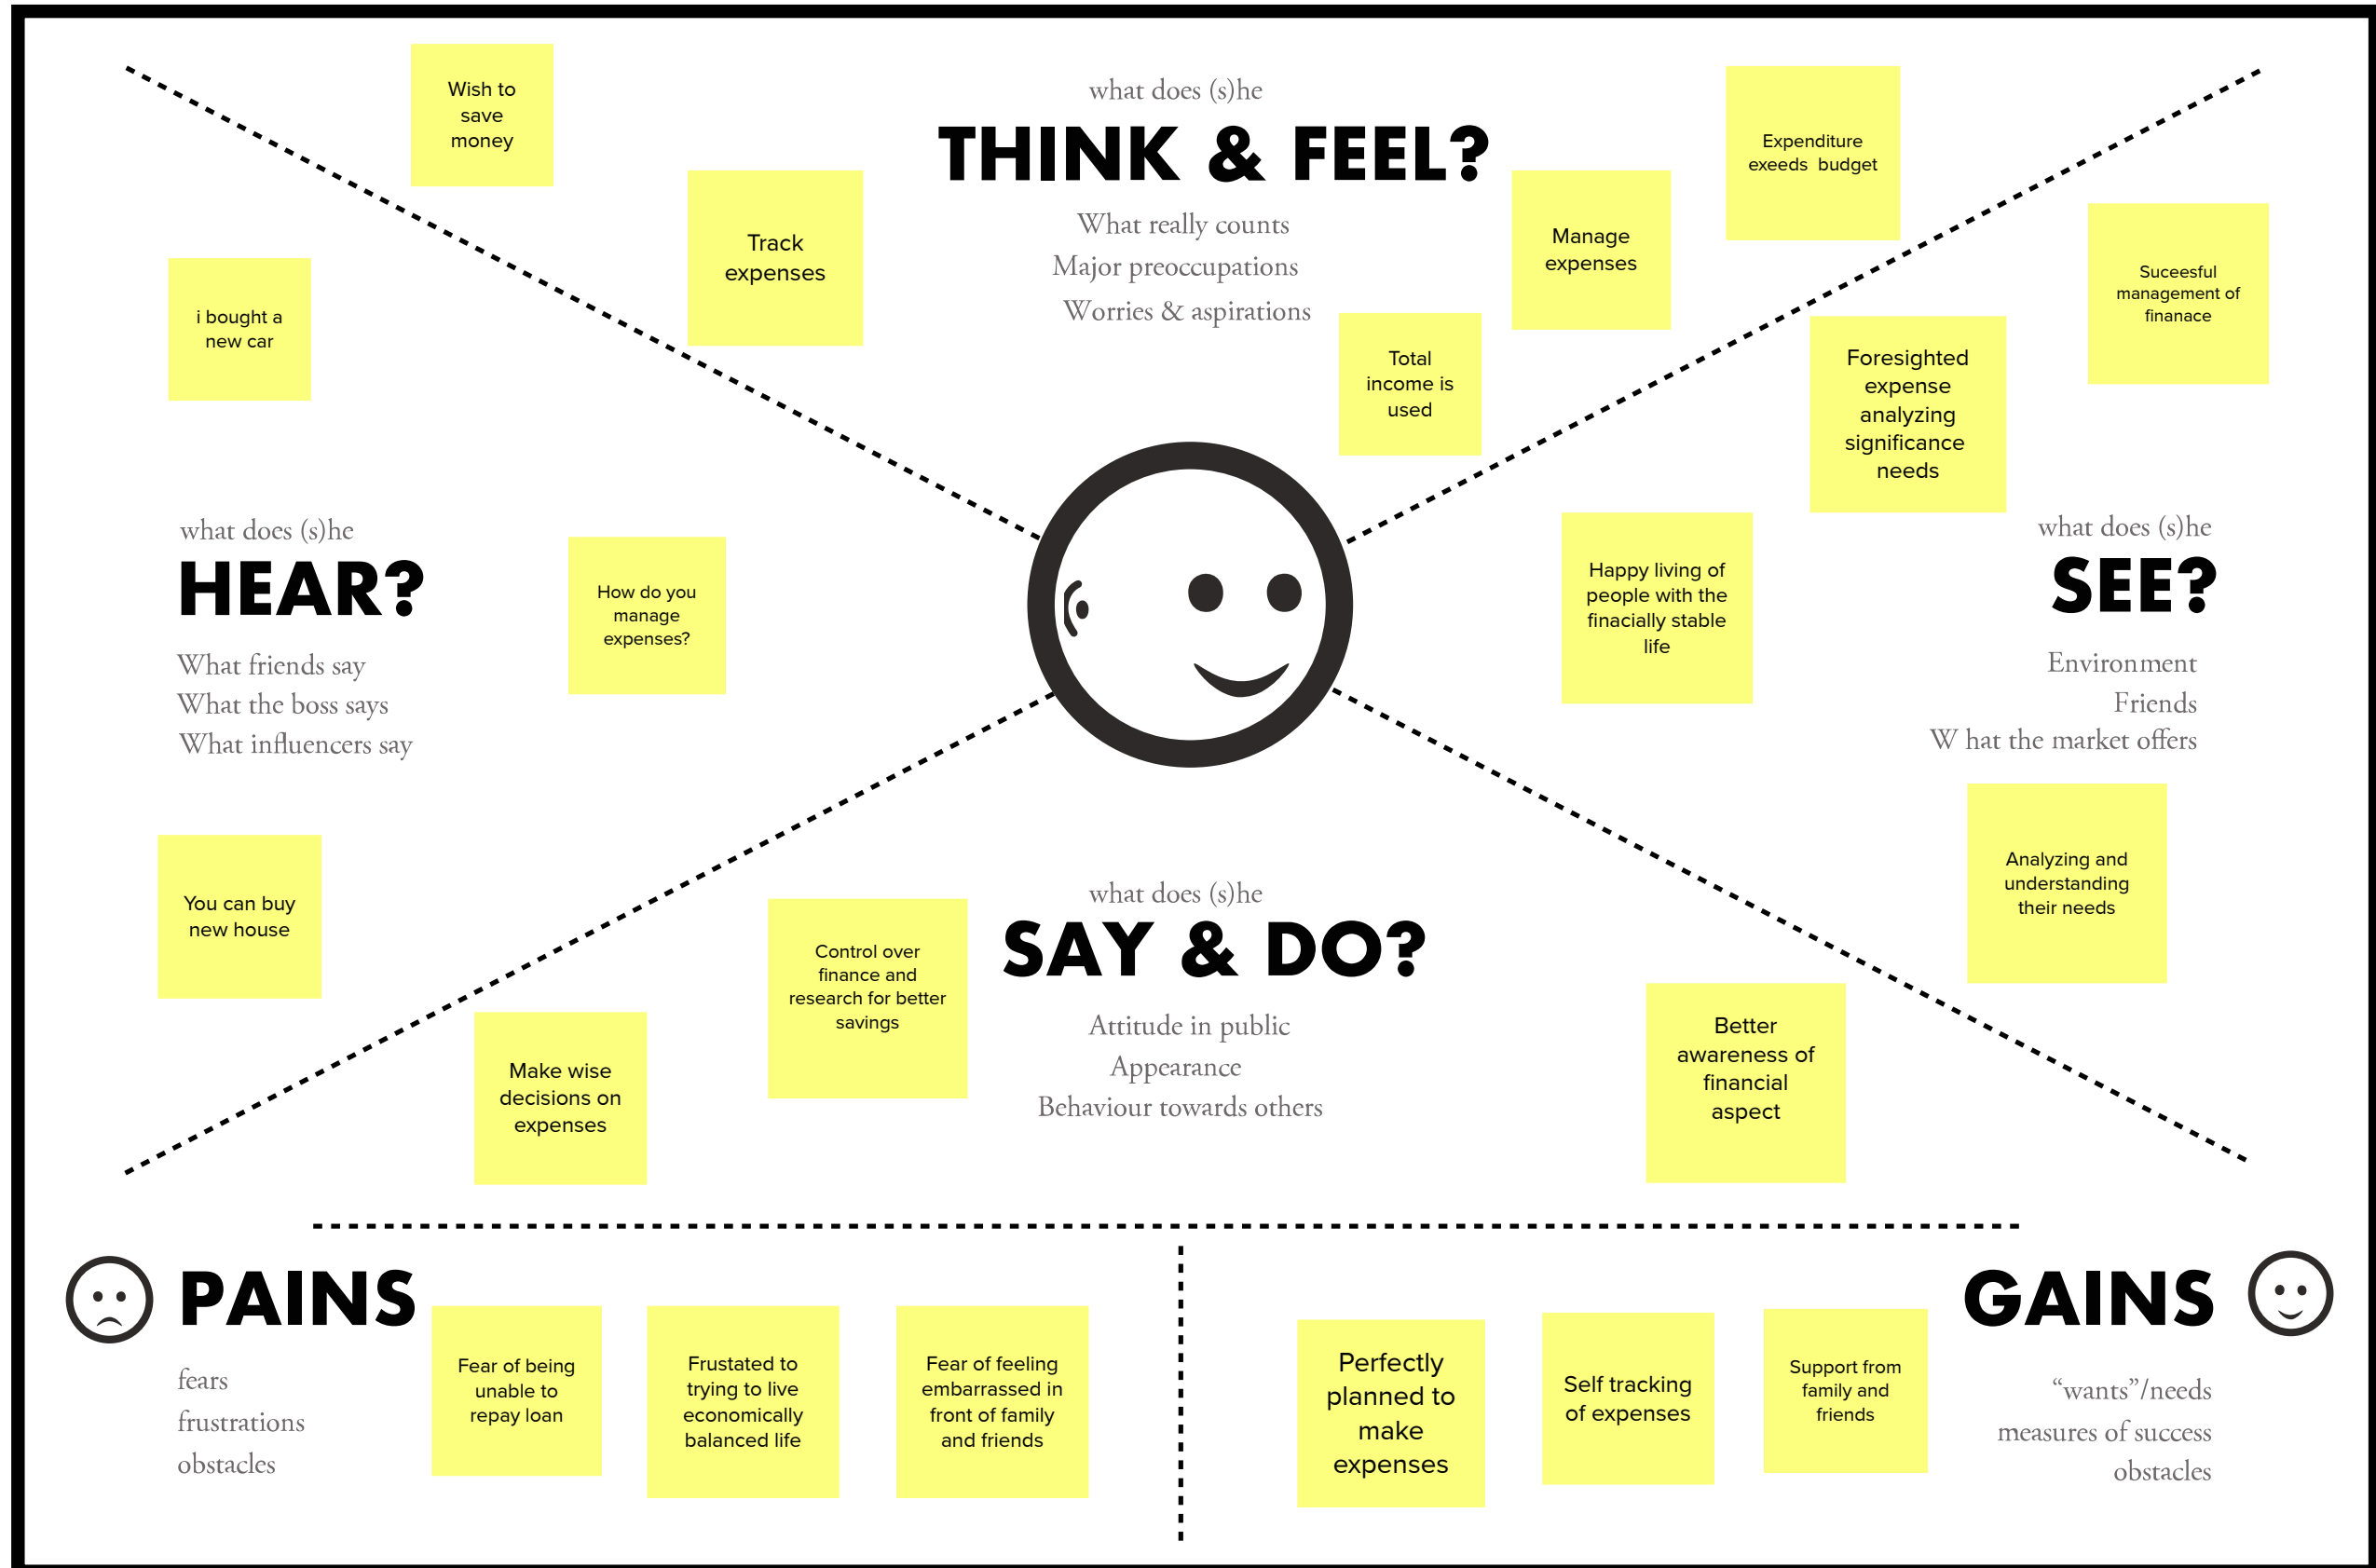 Wish to
save
money
Track
expenses
what does (s)he
THINK & FEEL?
What really counts
Major preoccupations
Worries & aspirations
Total
income is
used
Manage
expenses
Expenditure
exeeds budget
i bought a
new car
what does (s)he
HEAR?
What friends say
What the boss says
What influencers say
How do you
manage
expenses?
You can buy
new house
Suceesful
management of
finanace
Foresighted
expense
analyzing
significance
needs
Happy living of
people with the
finacially stable
life
what does (s)he
SEE?
Environment
Friends
W hat the market offers
Analyzing and
understanding
their needs
what does (s)he
SAY & DO?
Attitude in public
Appearance
Behaviour towards others
Control over
finance and
research for better
savings
Make wise
decisions on
expenses
Better
awareness of
financial
aspect
PAINS
fears
frustrations
obstacles
Fear of being
unable to
repay loan
Frustated to
trying to live
economically
balanced life
Fear of feeling
embarrassed in
front of family
and friends
Perfectly
planned to
make
expenses
Self tracking
of expenses
Support from
family and
friends
GAINS
“wants”/needs
measures of success
obstacles